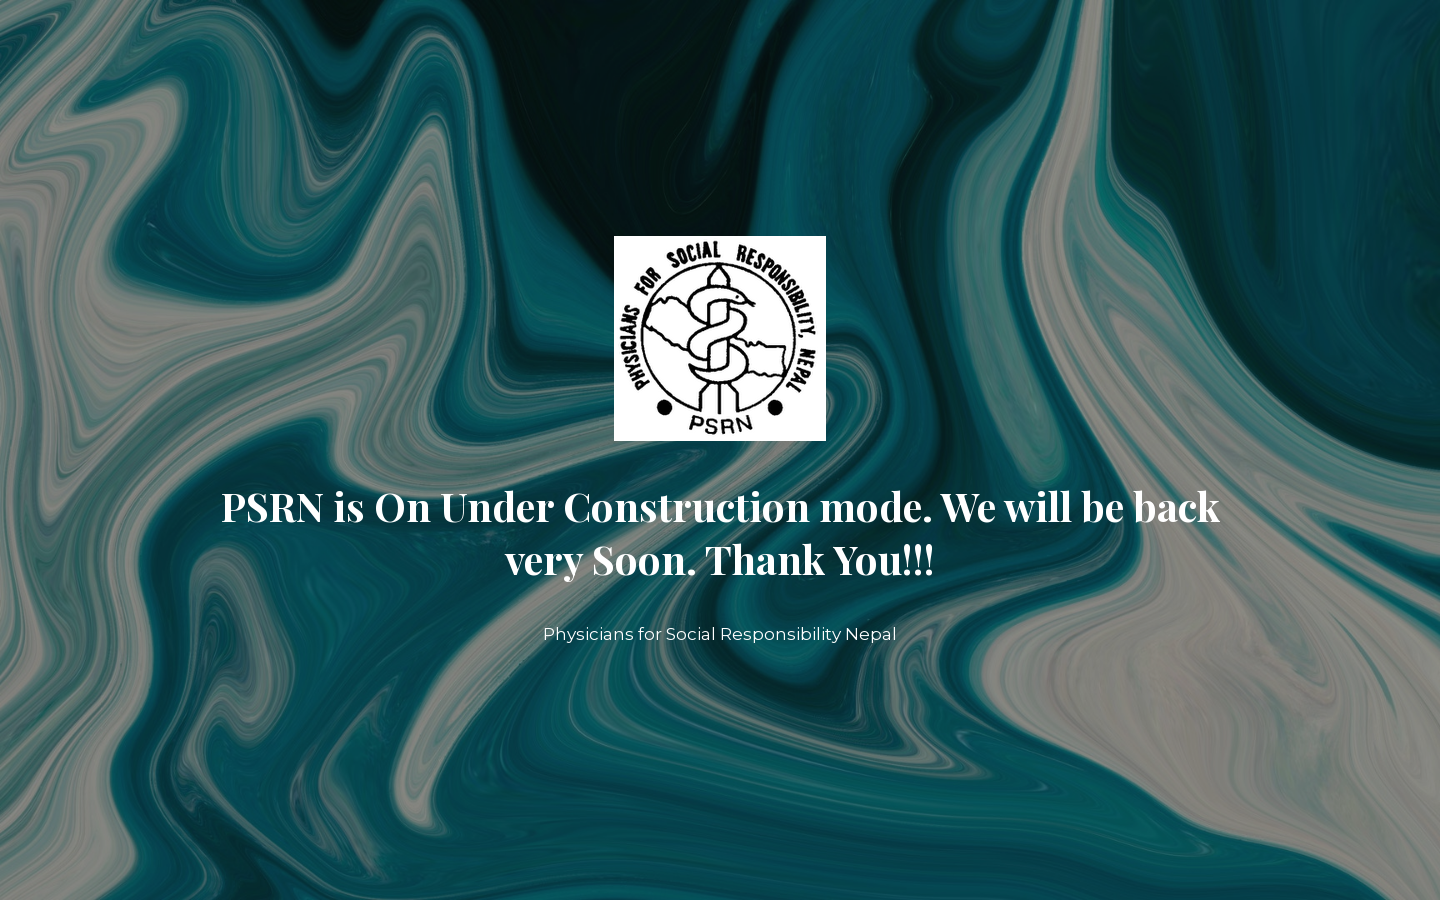 PHYSICIANS FOR SOCIAL RESPONSIBILITY, NEPAL
PSRN
PSRN is On Under Construction mode. We will be back
very Soon. Thank You!!!
Physicians for Social Responsibility Nepal